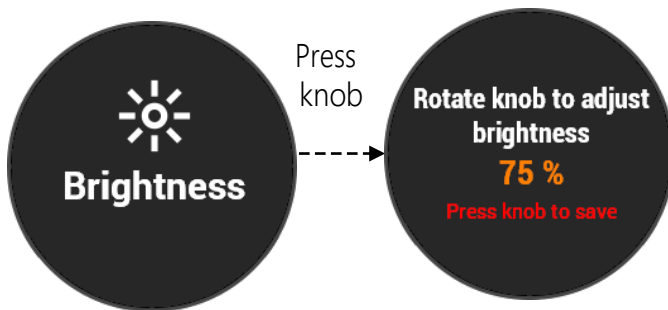 Brightness
Press
knob
Rotate knob to adjust
brightness
75 %
Press knob to save